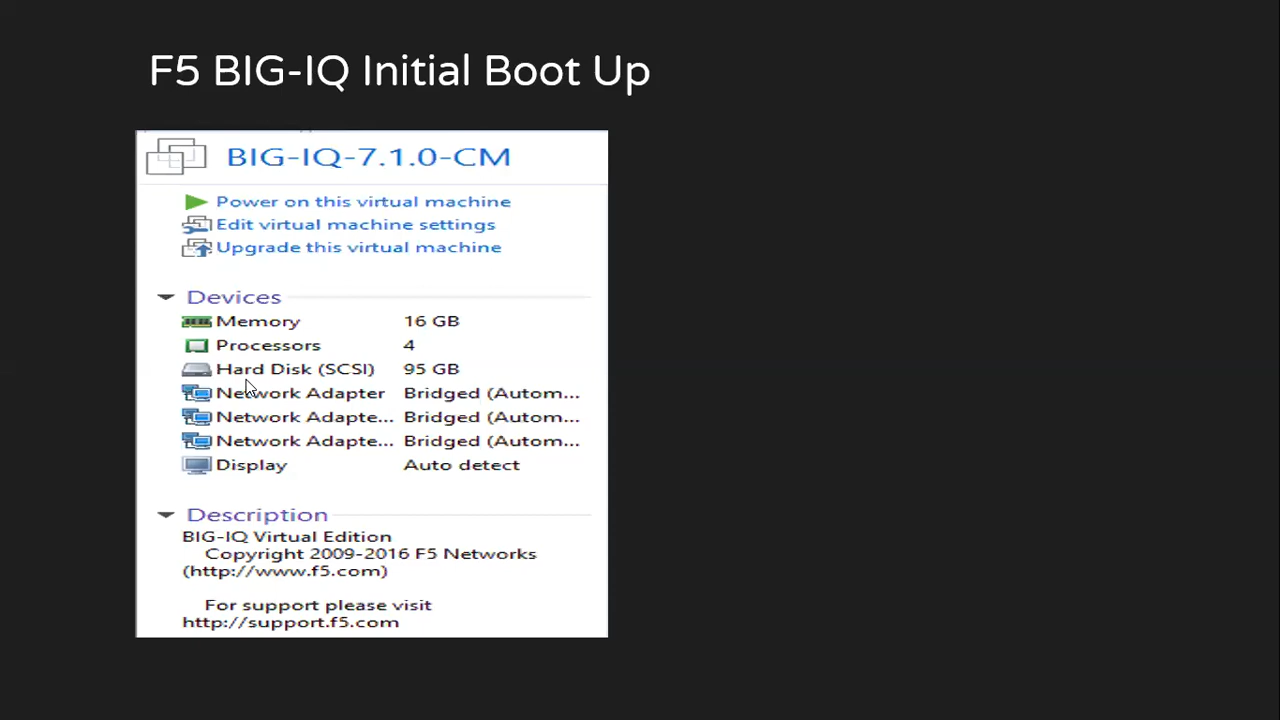 F5 BIG-IQ Initial Boot Up
BIG-IQ-7.1.0-CM
Power on this virtual machine
Edit virtual machine settings
Upgrade this virtual machine
Devices
Memory 16 GB
Processors 4
Hard Disk (SCSI) 95 GB
Network Adapter Bridged (Autom...
Network Adapte... Bridged (Autom...
Network Adapte... Bridged (Autom...
Display Auto detect
Description
BIG-IQ Virtual Edition
Copyright 2009-2016 F5 Networks
(http://www.f5.com)
For support please visit
http://support.f5.com